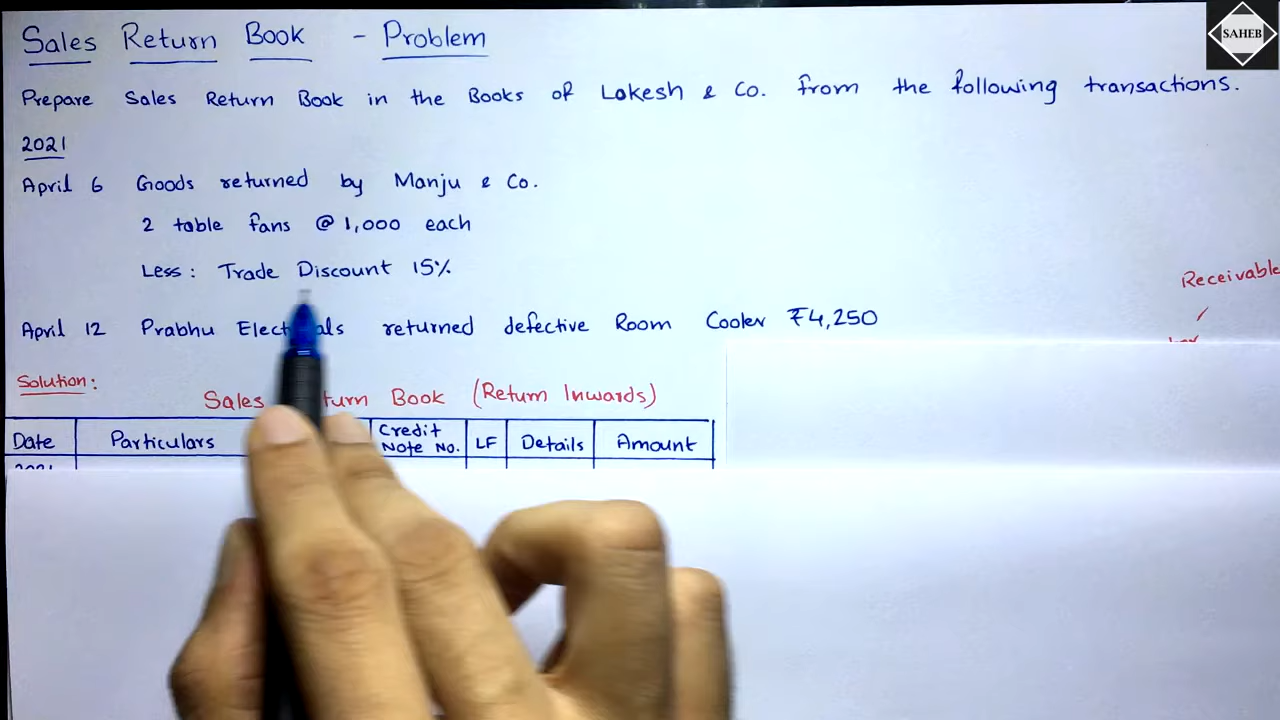 Sales Return Book - Problem
SAHEB
Prepare Sales Return Book in the Books of Lokesh & Co. from the following transactions.
2021
April 6 Goods returned by Manju & Co.
2 table fans @ 1,000 each
Less: Trade Discount 15%
Receivable
April 12 Prabhu returned defective Room Cooler ₹4,250
Solution:
Sales Book (Return Inwards)
Date Particulars Credit Note No. LF Details Amount